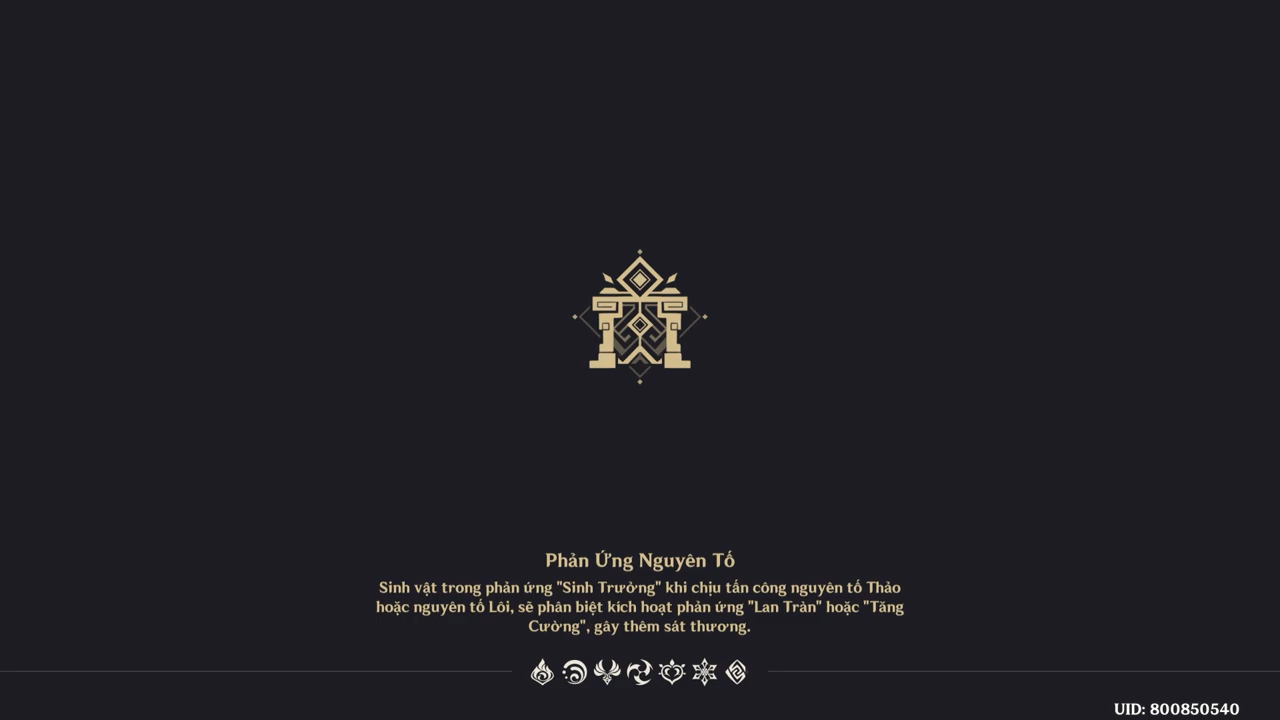 Phản Ứng Nguyên Tố
Sinh vật trong phản ứng "Sinh Trưởng" khi chịu tấn công nguyên tố Thảo
hoặc nguyên tố Lôi, sẽ phân biệt kích hoạt phản ứng "Lan Tràn" hoặc "Tăng
Cường", gây thêm sát thương.
UID: 800850540